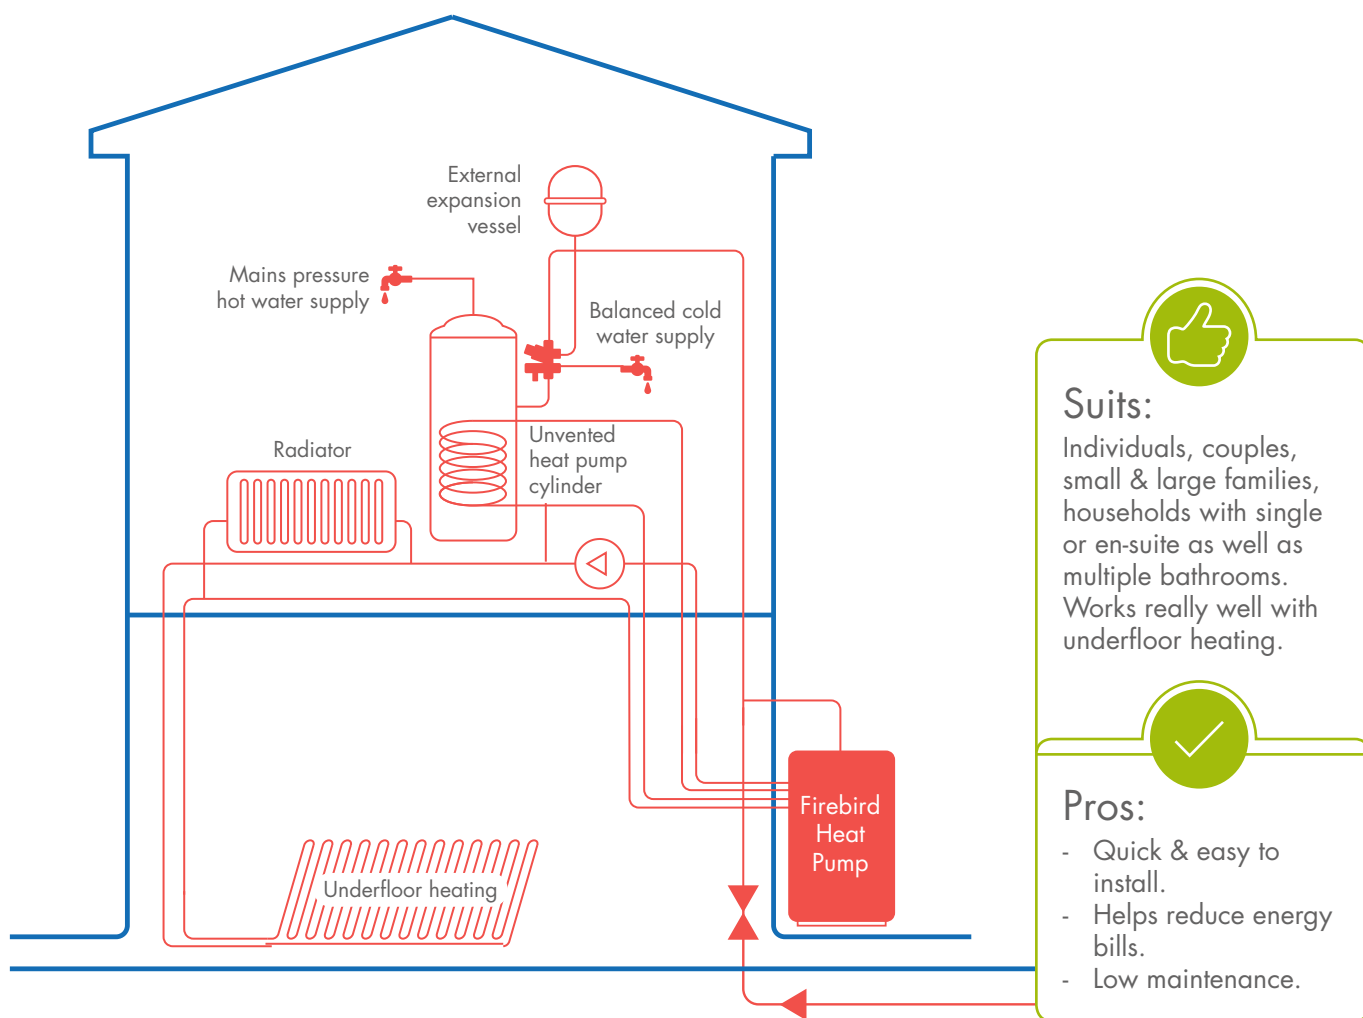 External
expansion
vessel
Mains pressure
hot water supply
Balanced cold
water supply
Unvented
heat pump
cylinder
Radiator
Firebird
Heat
Pump
Underfloor heating
Suits:
Individuals, couples,
small & large families,
households with single
or en-suite as well as
multiple bathrooms.
Works really well with
underfloor heating.
Pros:
- Quick & easy to
install.
- Helps reduce energy
bills.
- Low maintenance.